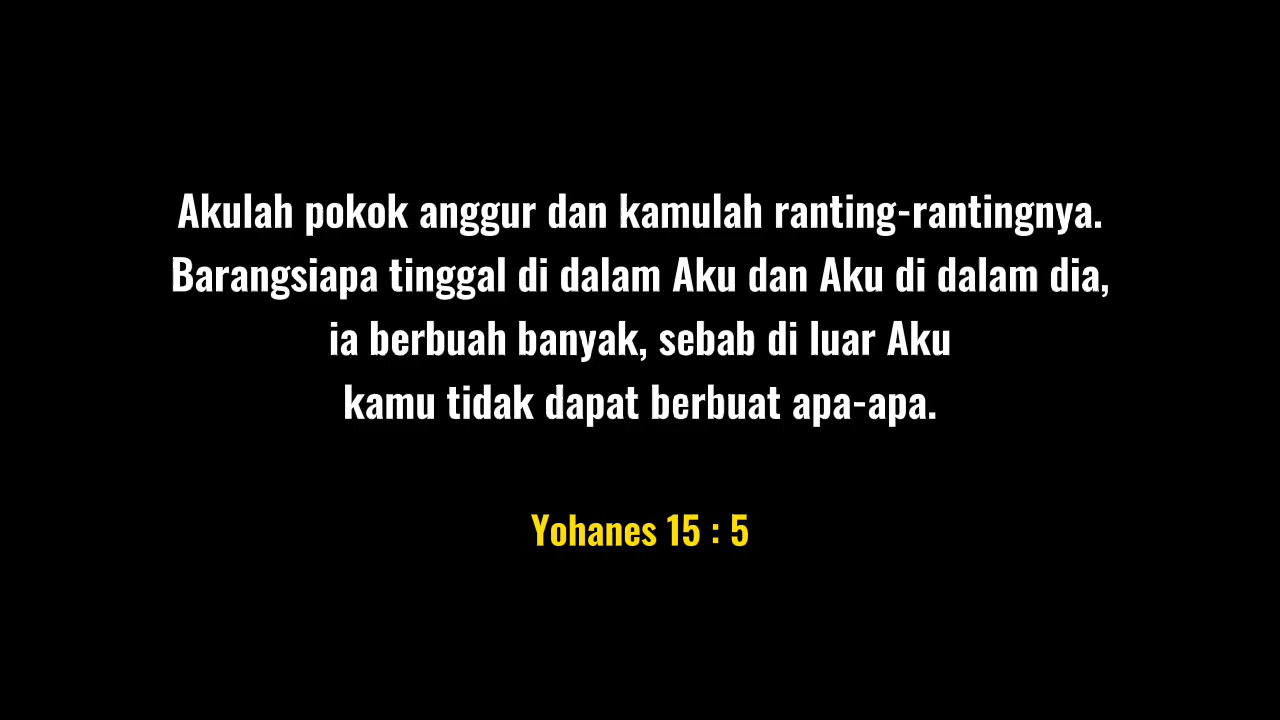 Akulah pokok anggur dan kamulah ranting-rantingnya.
Barangsiapa tinggal di dalam Aku dan Aku di dalam dia,
ia berbuah banyak, sebab di luar Aku
kamu tidak dapat berbuat apa-apa.
Yohanes 15 : 5